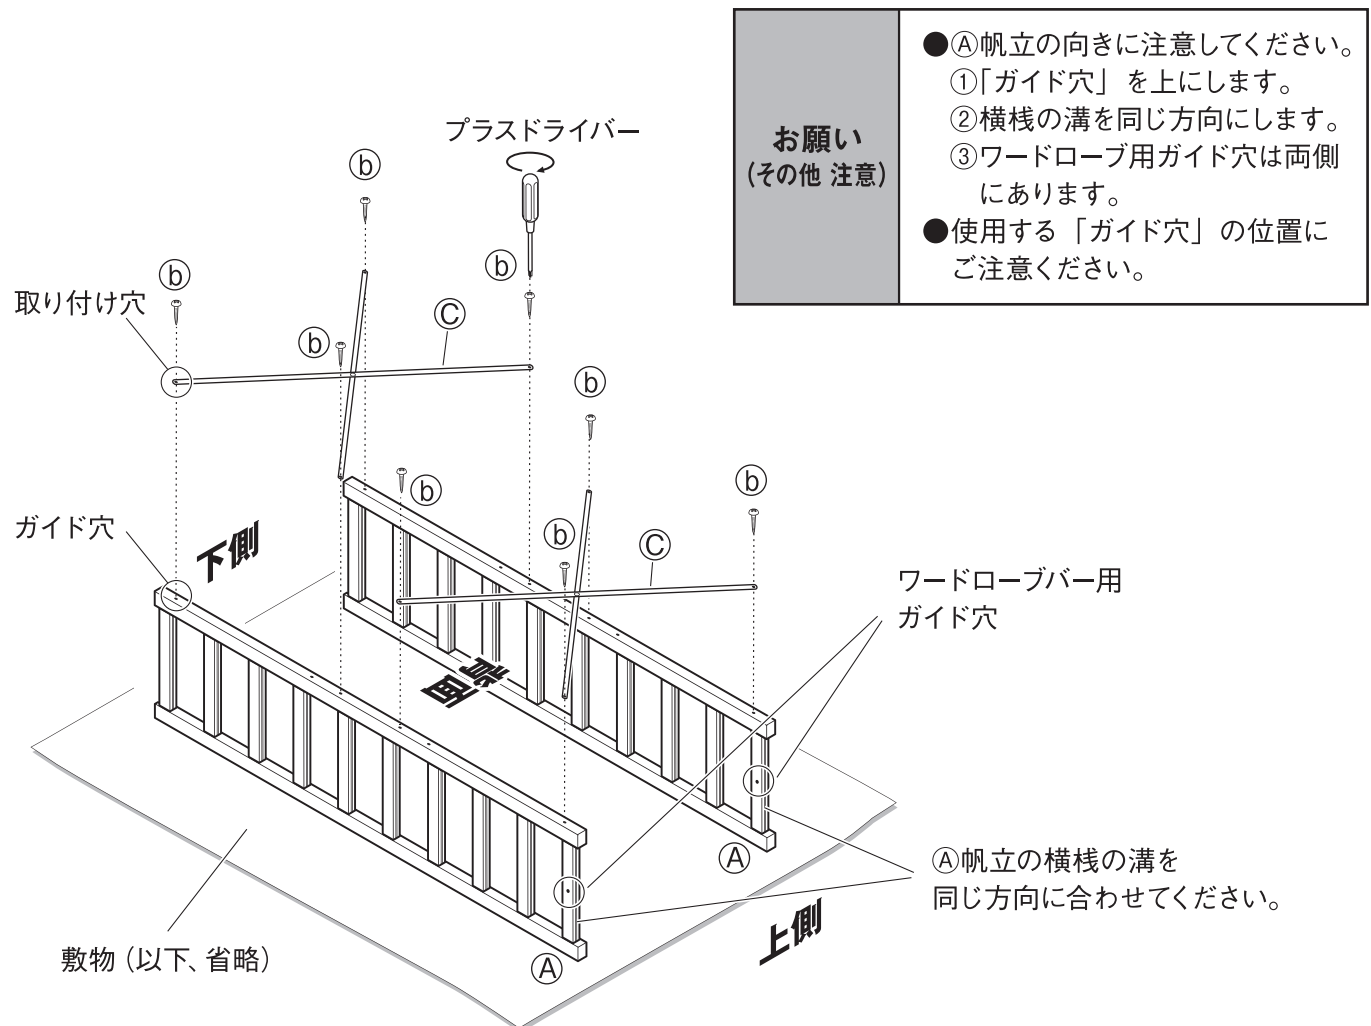 お願い
(その他 注意)
●Ⓐ帆立の向きに注意してください。
①「ガイド穴」を上にします。
②横桟の溝を同じ方向にします。
③ワードローブ用ガイド穴は両側
にあります。
●使用する「ガイド穴」の位置に
ご注意ください。
プラスドライバー
ⓑ
ⓑ
ⓑ
取り付け穴
ⓑ
Ⓒ
ⓑ
ⓑ
ⓑ
ⓑ
Ⓒ
ガイド穴
下側
ワードローブバー用
ガイド穴
背面
Ⓐ
Ⓐ帆立の横桟の溝を
同じ方向に合わせてください。
上側
敷物(以下、省略)
Ⓐ